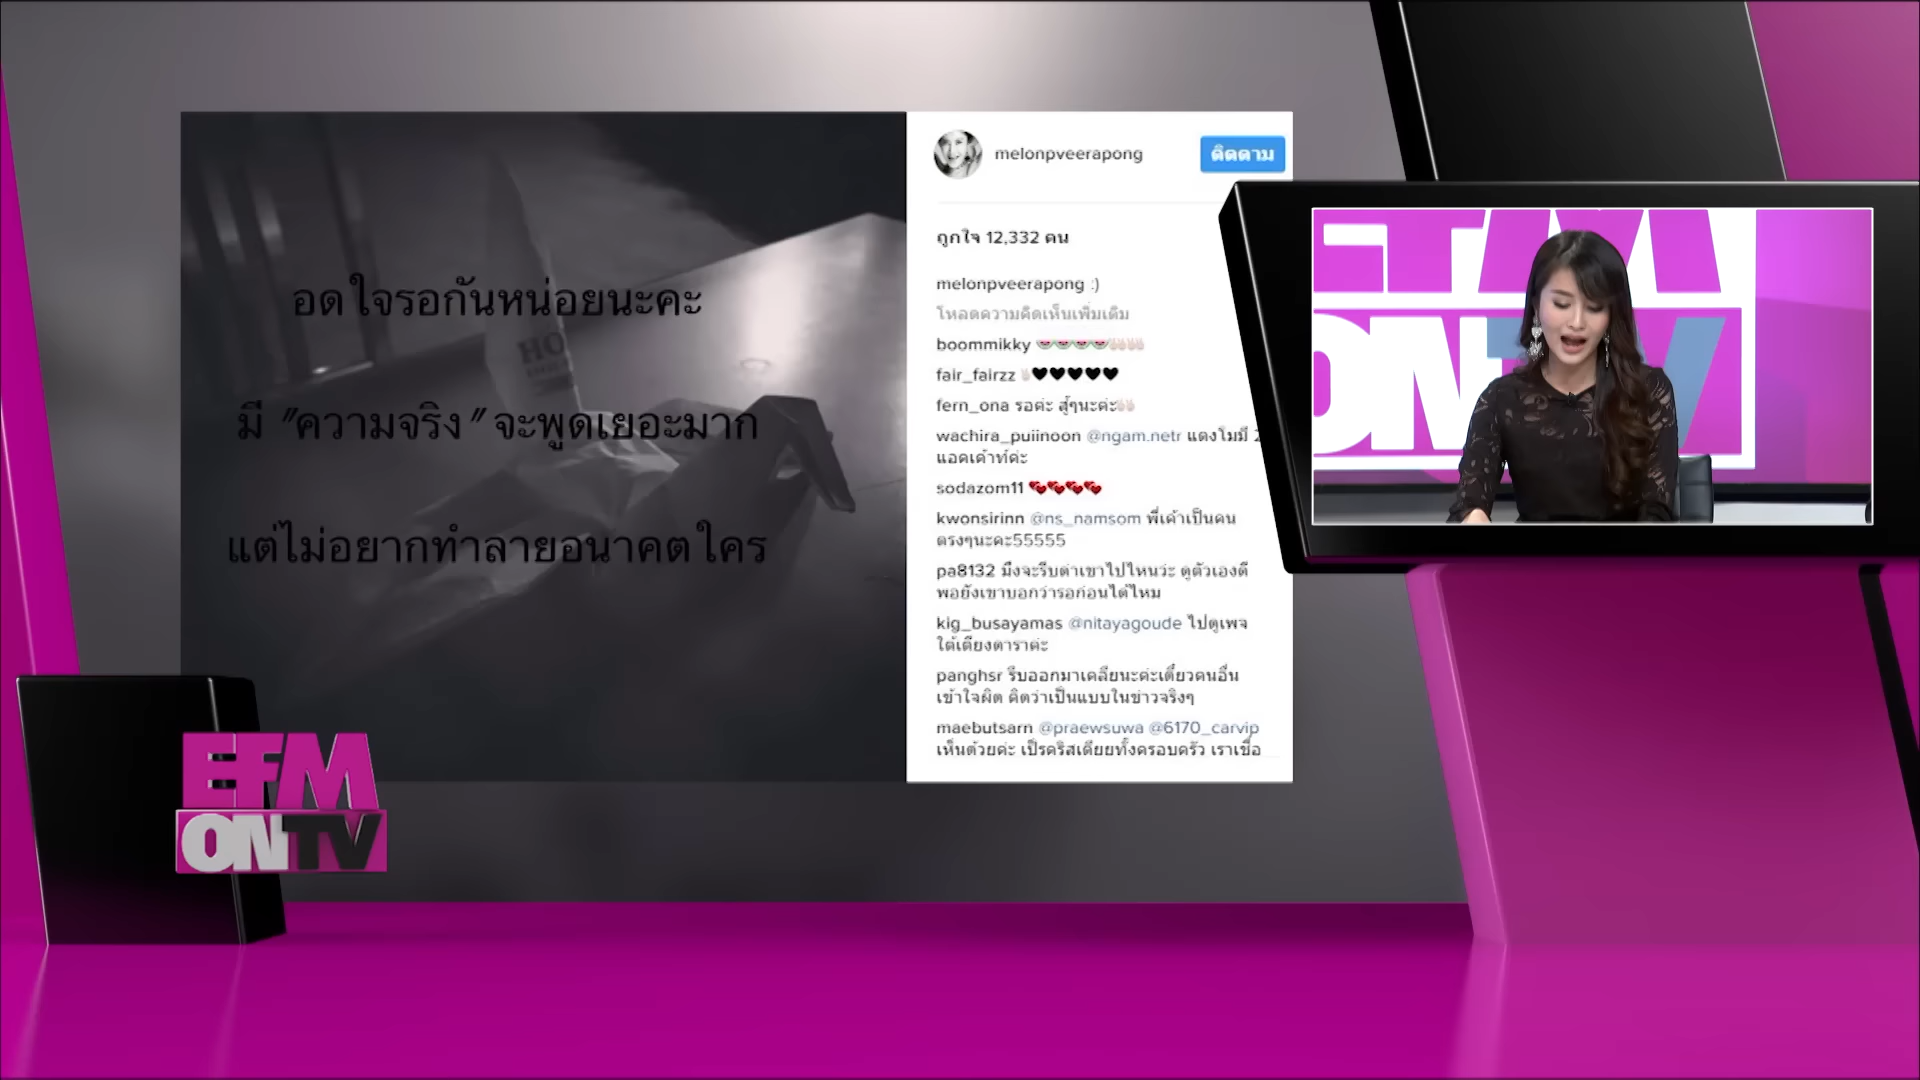 อดใจรอกันหน่อยนะคะ
มี "ความจริง" จะพูดเยอะมาก
แต่ไม่อยากทำลายอนาคตใคร
melonpveerapong
ติดตาม
ถูกใจ 12,332 คน
melonpveerapong :)
โหลดความคิดเห็นเพิ่มเติม
boommikky
fair_fairzz
fern_ona รอค่ะ สู้ๆนะค่ะ
wachira_puiinoon @ngam.netr แตงโมมี 2
แอคเค้าท์ค่ะ
sodazom11
kwonsirinn @ns_namsom พี่เค้าเป็นคน
ตรงๆนะคะ55555
pa8132 มึงจะรีบด่าเขาไปไหนว่ะ ดูตัวเองดี
พอยังเขาบอกว่ารอก่อนได้ไหม
kig_busayamas @nitayagoude ไปดูเพจ
ใต้เตียงดาราค่ะ
panghsr รีบออกมาเคลียนะค่ะเดี๋ยวคนอื่น
เข้าใจผิด คิดว่าเป็นแบบในข่าวจริงๆ
maebutsarn @praewsuwa @6170_carvip
เห็นด้วยค่ะ เป็รคริสเตียยทั้งครอบครัว เราเชื่อ
EFM
ONTV
EFM
ONTV